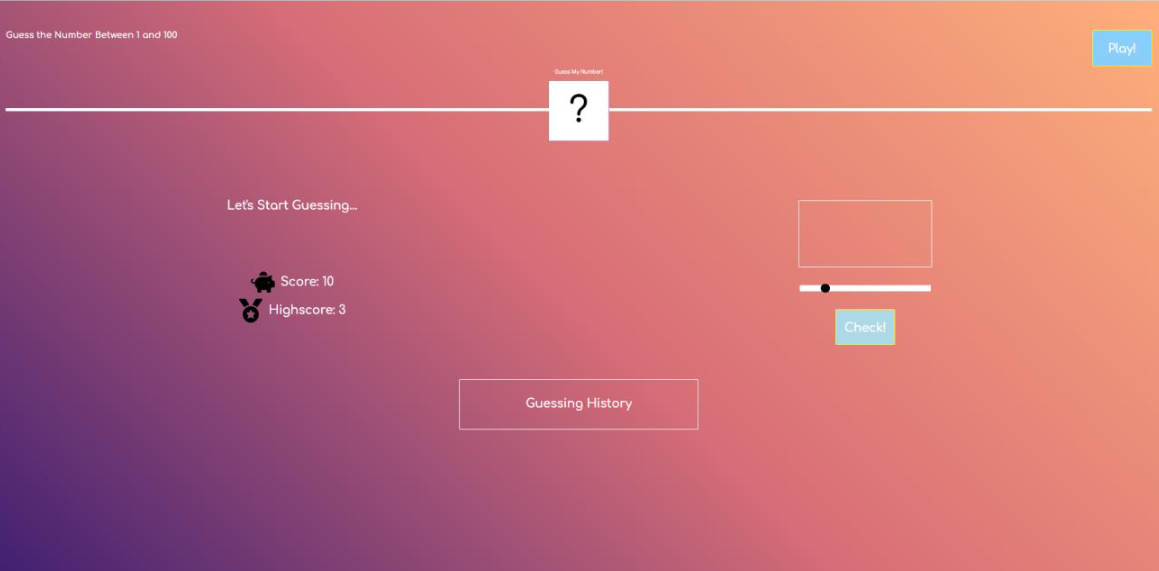 Guess the Number Between 1 and 100
Play!
Guess My Number!
?
Let's Start Guessing...
Score: 10
Highscore: 3
Check!
Guessing History